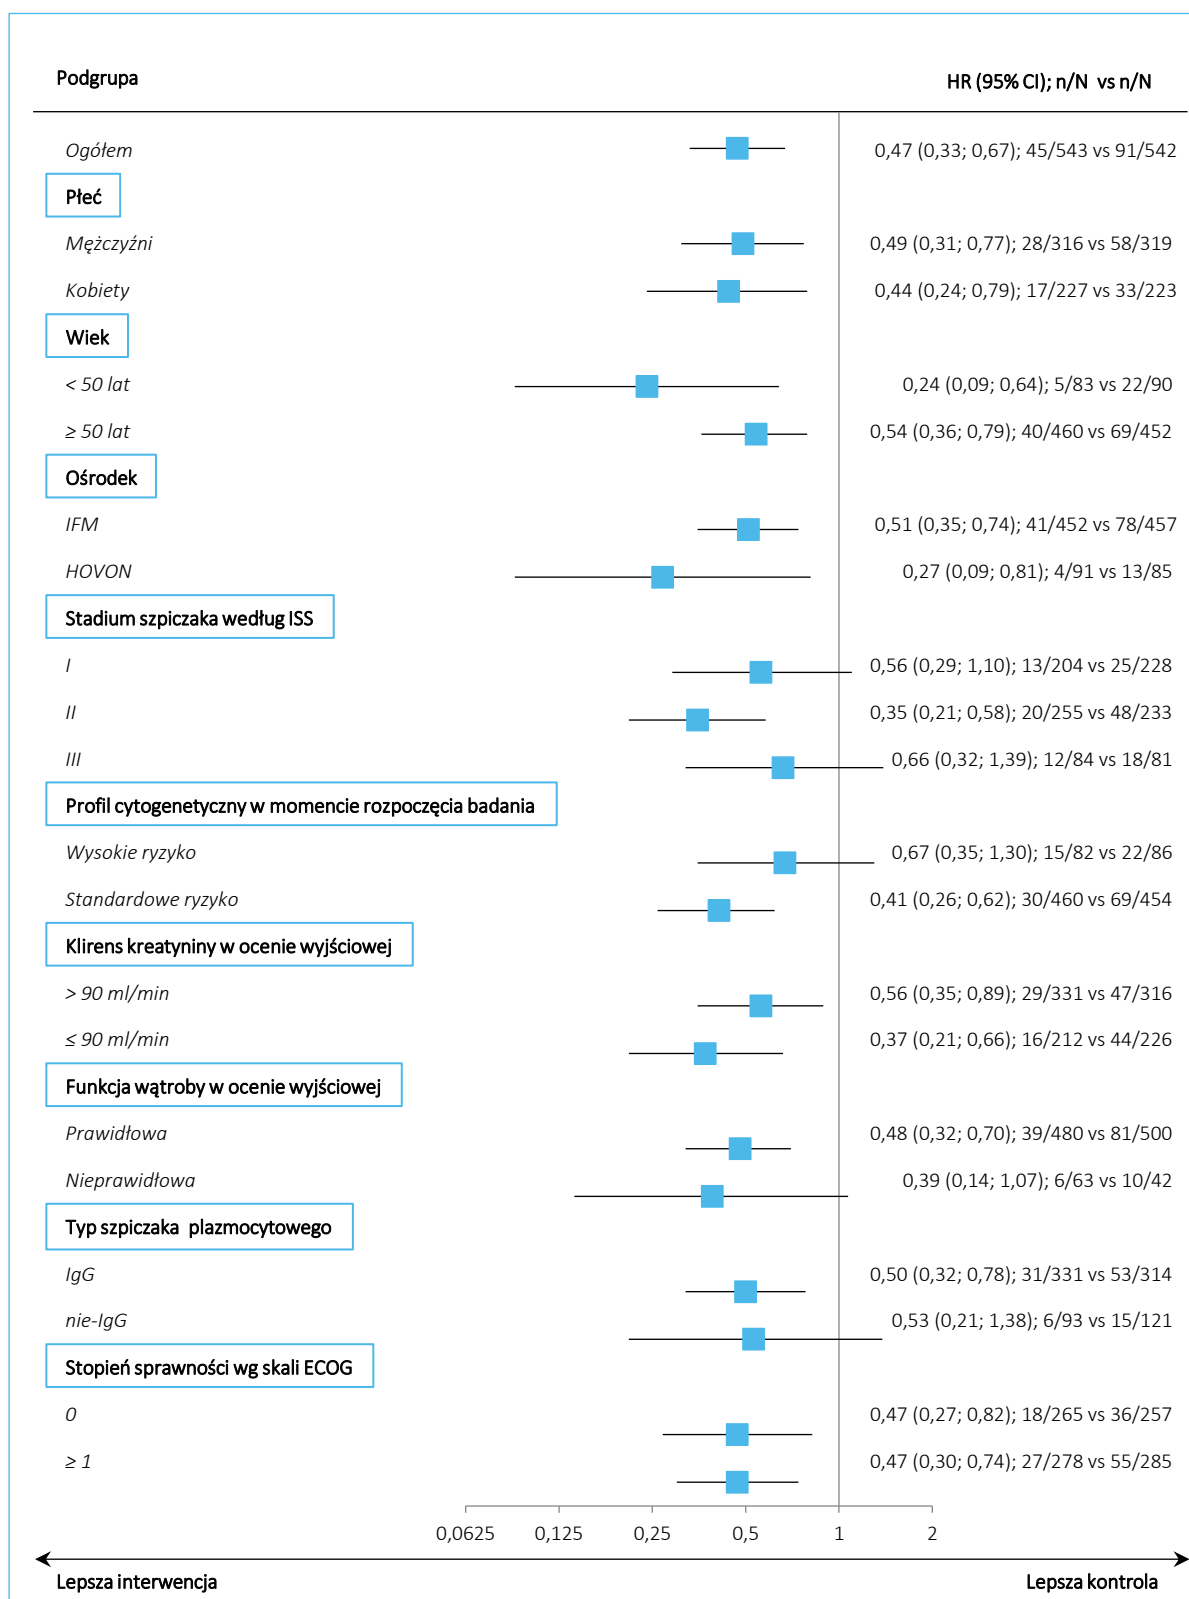 Podgrupa HR (95% CI); n/N vs n/N
Ogółem 0,47 (0,33; 0,67); 45/543 vs 91/542
Płeć
Mężczyźni 0,49 (0,31; 0,77); 28/316 vs 58/319
Kobiety 0,44 (0,24; 0,79); 17/227 vs 33/223
Wiek
< 50 lat 0,24 (0,09; 0,64); 5/83 vs 22/90
≥ 50 lat 0,54 (0,36; 0,79); 40/460 vs 69/452
Ośrodek
IFM 0,51 (0,35; 0,74); 41/452 vs 78/457
HOVON 0,27 (0,09; 0,81); 4/91 vs 13/85
Stadium szpiczaka według ISS
I 0,56 (0,29; 1,10); 13/204 vs 25/228
II 0,35 (0,21; 0,58); 20/255 vs 48/233
III 0,66 (0,32; 1,39); 12/84 vs 18/81
Profil cytogenetyczny w momencie rozpoczęcia badania
Wysokie ryzyko 0,67 (0,35; 1,30); 15/82 vs 22/86
Standardowe ryzyko 0,41 (0,26; 0,62); 30/460 vs 69/454
Klirens kreatyniny w ocenie wyjściowej
> 90 ml/min 0,56 (0,35; 0,89); 29/331 vs 47/316
≤ 90 ml/min 0,37 (0,21; 0,66); 16/212 vs 44/226
Funkcja wątroby w ocenie wyjściowej
Prawidłowa 0,48 (0,32; 0,70); 39/480 vs 81/500
Nieprawidłowa 0,39 (0,14; 1,07); 6/63 vs 10/42
Typ szpiczaka plazmocytowego
IgG 0,50 (0,32; 0,78); 31/331 vs 53/314
nie-IgG 0,53 (0,21; 1,38); 6/93 vs 15/121
Stopień sprawności wg skali ECOG
0 0,47 (0,27; 0,82); 18/265 vs 36/257
≥ 1 0,47 (0,30; 0,74); 27/278 vs 55/285
0,0625 0,125 0,25 0,5 1 2
Lepsza interwencja Lepsza kontrola